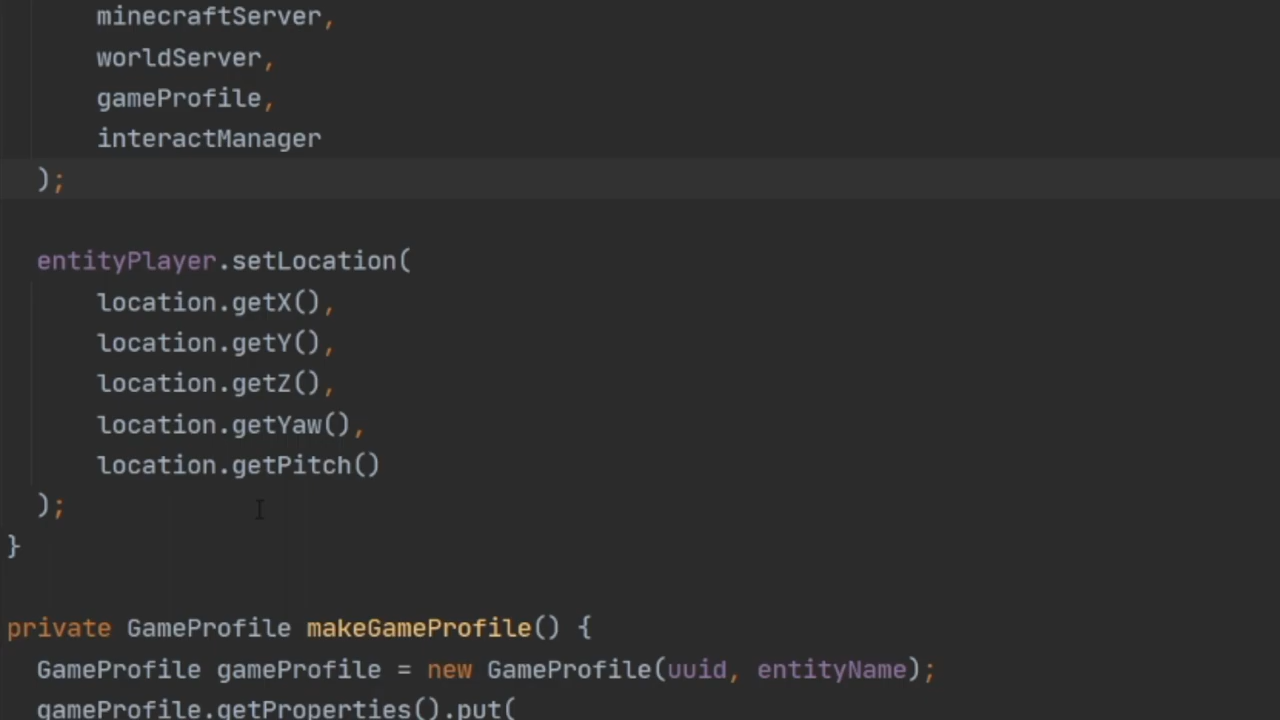 minecraftServer,
worldServer,
gameProfile,
interactManager
);
entityPlayer.setLocation(
location.getX(),
location.getY(),
location.getZ(),
location.getYaw(),
location.getPitch()
);
}
private GameProfile makeGameProfile() {
GameProfile gameProfile = new GameProfile(uuid, entityName);
gameProfile.getProperties().put(